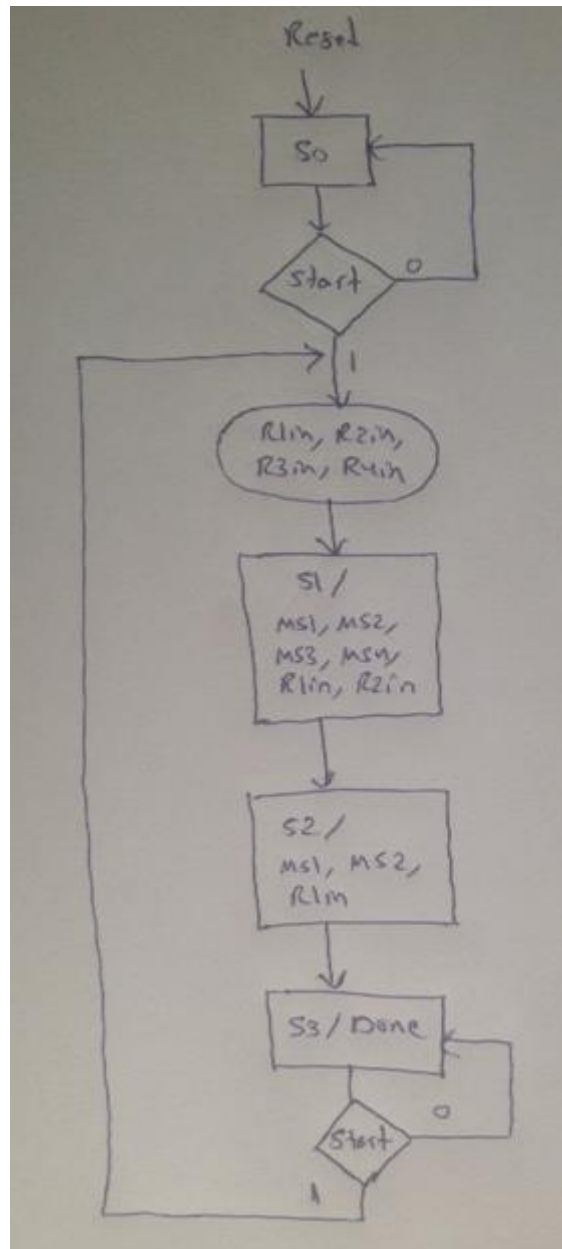 Reset
S0
Start
0
1
R1in, R2in,
R3in, R4in
S1/
MS1, MS2,
MS3, MS4,
R1in, R2in
S2/
MS1, MS2,
R1in
S3/Done
0
Start
1